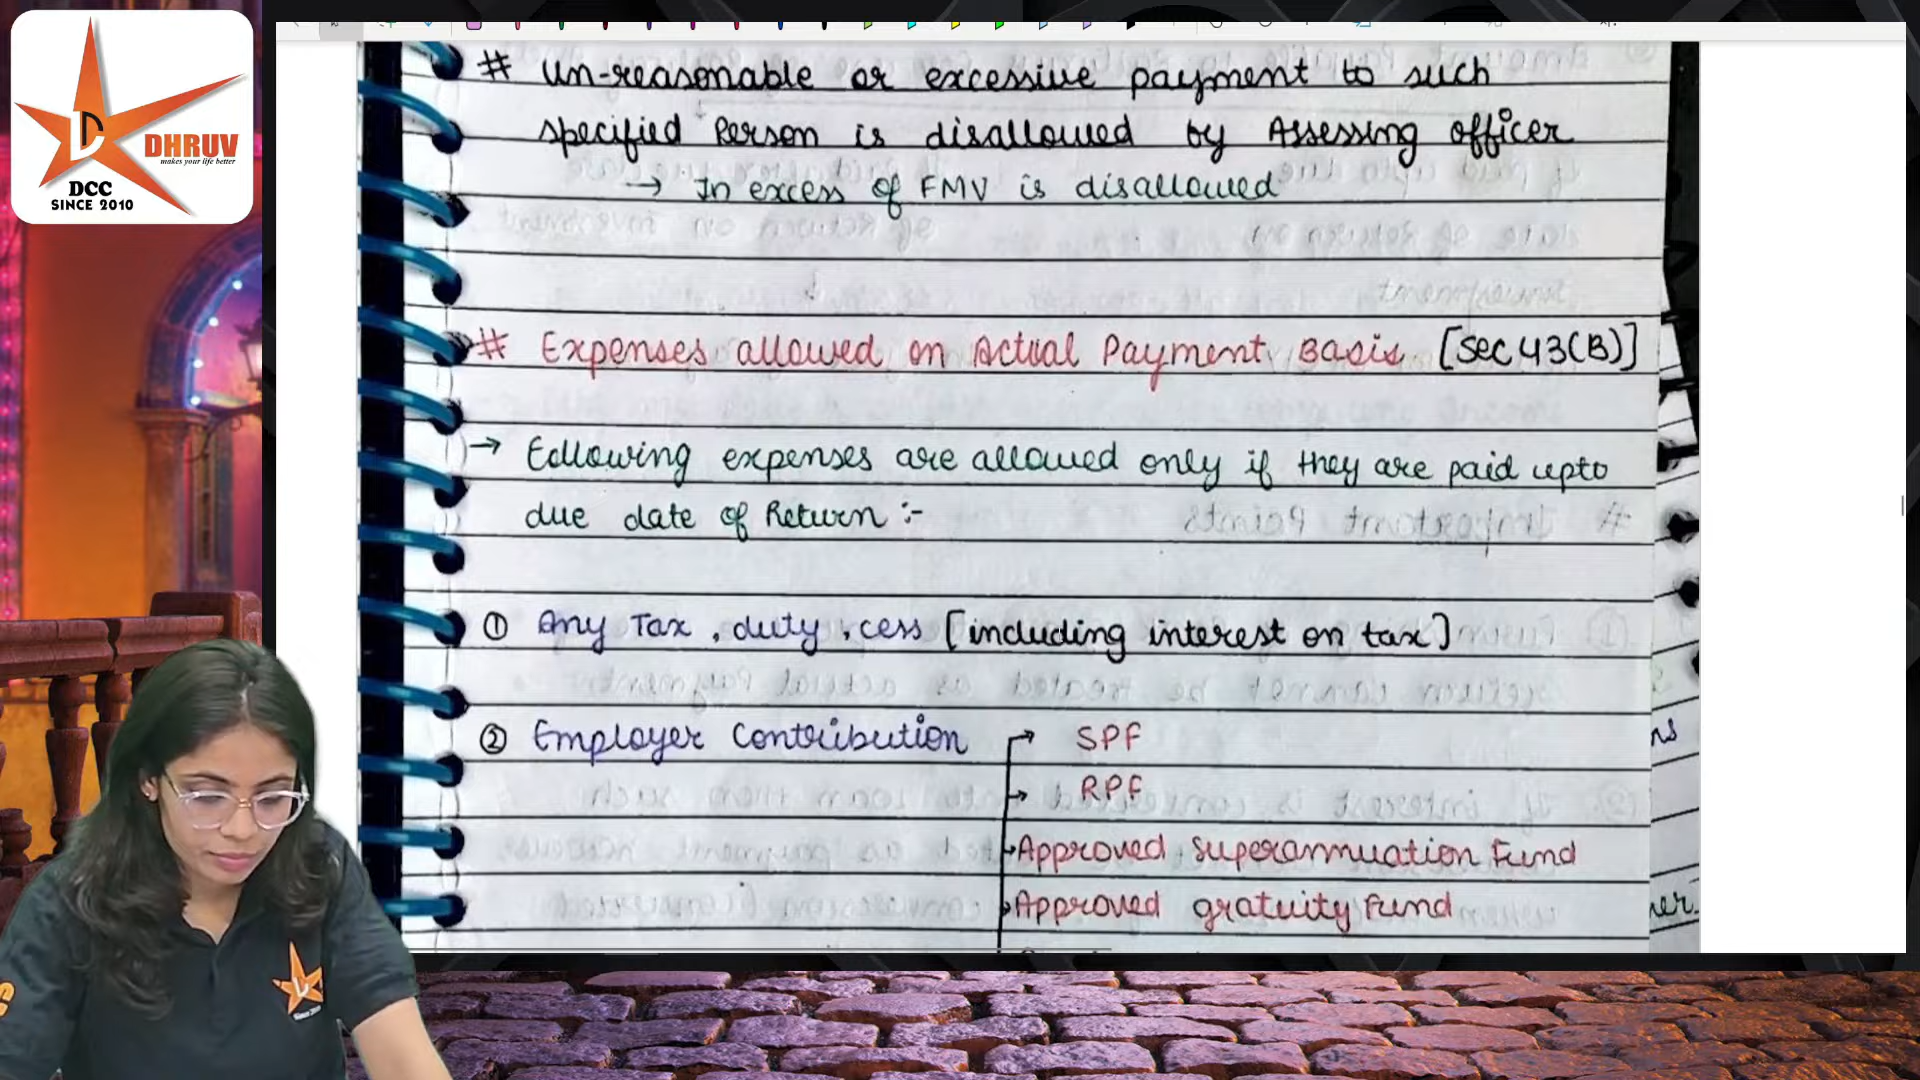 D
DHRUV
makes your life better
DCC
SINCE 2010
# Un-reasonable or excessive payment to such
specified Person is disallowed by Assessing officer
→ In excess of FMV is disallowed
# Expenses allowed on Actual Payment Basis [Sec 43(B)]
→ Following expenses are allowed only if they are paid upto
due date of Return :-
① Any Tax, duty, cess [including interest on tax]
② Employer Contribution → SPF
→ RPF
→ Approved Superannuation Fund
→ Approved gratuity Fund